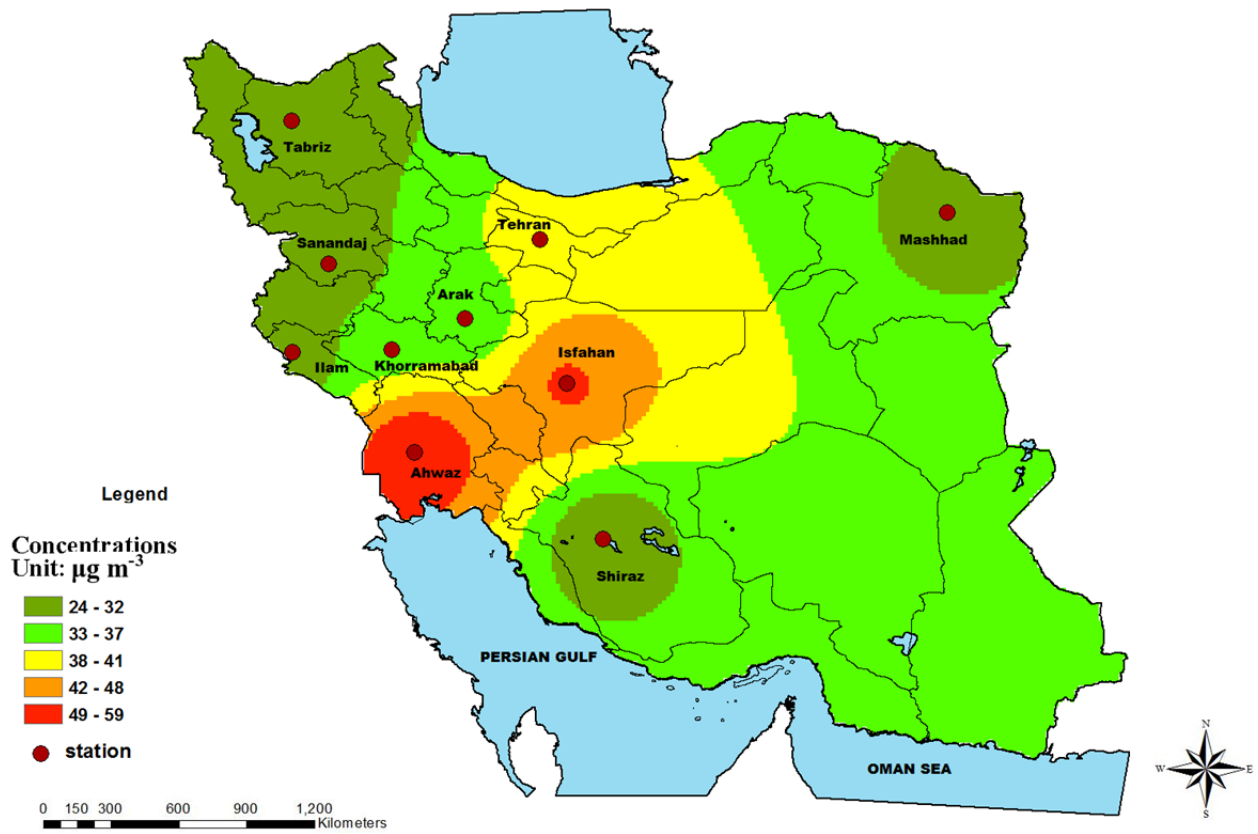 Tabriz
Tehran
Sanandaj
Mashhad
Arak
Isfahan
Ilam
Khorramabad
Ahwaz
Legend
Concentrations
Unit: µg m⁻³
Shiraz
24 - 32
33 - 37
PERSIAN GULF
38 - 41
42 - 48
49 - 59
station
OMAN SEA
N
W
E
S
0 150 300 600 900 1,200
Kilometers